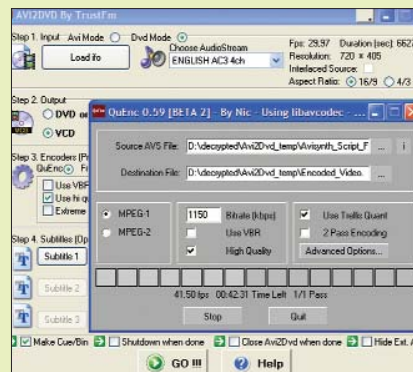 AVI2DVD By TrustFm
Step 1. Input Avi Mode Dvd Mode
Load ifo
Choose AudioStream
ENGLISH AC3 4ch
Fps: 29,97 Duration (sec): 6627
Resolution: 720 x 405
Interlaced Source:
Aspect Ratio: 16/9 4/3
Step 2. Output
DVD or
VCD
QuEnc 0.59 [BETA 2] - By Nic - Using libavcodec - ...
Source AVS File: D:\decrypted\Avi2Dvd_temp\Avisynth_Script_F ... i
Destination File: D:\decrypted\Avi2Dvd_temp\Encoded_Video. ...
Step 3. Encoders (Pr
QuEnc
Use VBR
Use hi qu
Extreme
MPEG-1
MPEG-2
1150 Bitrate (kbps)
Use VBR
High Quality
Use Trellis Quant
2 Pass Encoding
Advanced Options...
Step 4. Subtitles (Op
Subtitle 1
Subtitle 2
Subtitle 3
41.50 fps 00:42:31 Time Left 1/1 Pass
Stop Quit
Make Cue/Bin Shutdown when done Close Avi2Dvd when done Hide Ext. A
GO !!! Help